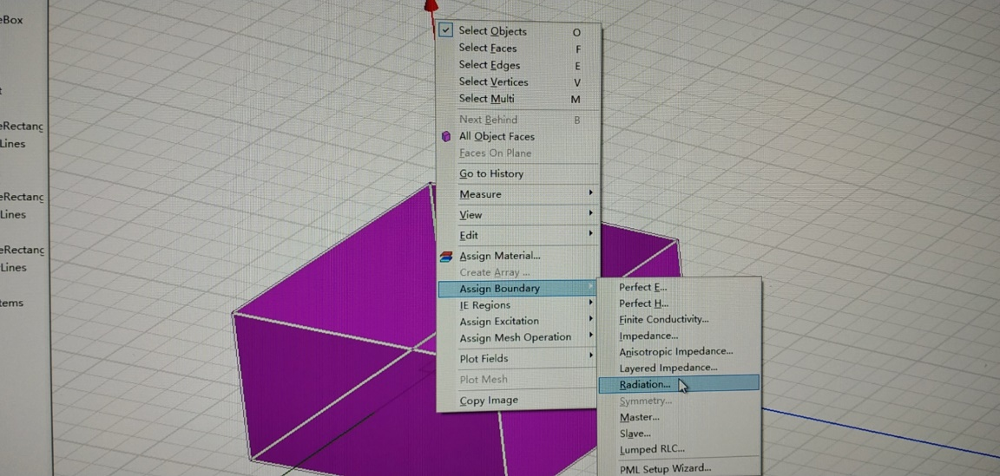 eBox
t
eRectang
Lines
eRectang
Lines
eRectang
Lines
tems
Select Objects O
Select Faces F
Select Edges E
Select Vertices V
Select Multi M
Next Behind B
All Object Faces
Faces On Plane
Go to History
Measure
View
Edit
Assign Material...
Create Array ...
Assign Boundary
IE Regions
Assign Excitation
Assign Mesh Operation
Plot Fields
Plot Mesh
Copy Image
Perfect E...
Perfect H...
Finite Conductivity...
Impedance...
Anisotropic Impedance...
Layered Impedance...
Radiation...
Symmetry...
Master...
Slave...
Lumped RLC...
PML Setup Wizard...